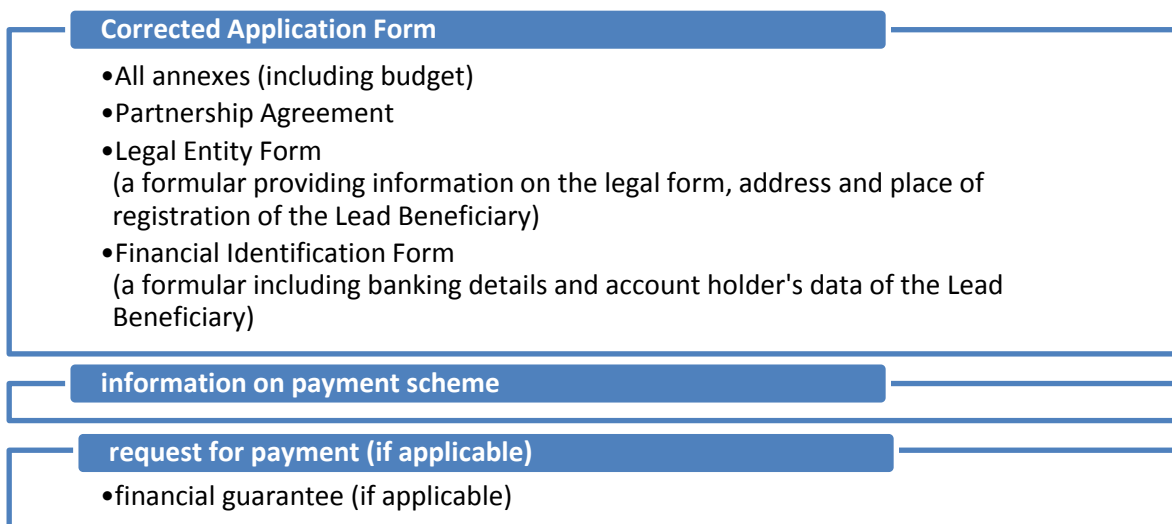 Corrected Application Form
•All annexes (including budget)
•Partnership Agreement
•Legal Entity Form
(a formular providing information on the legal form, address and place of
registration of the Lead Beneficiary)
•Financial Identification Form
(a formular including banking details and account holder's data of the Lead
Beneficiary)
information on payment scheme
request for payment (if applicable)
•financial guarantee (if applicable)